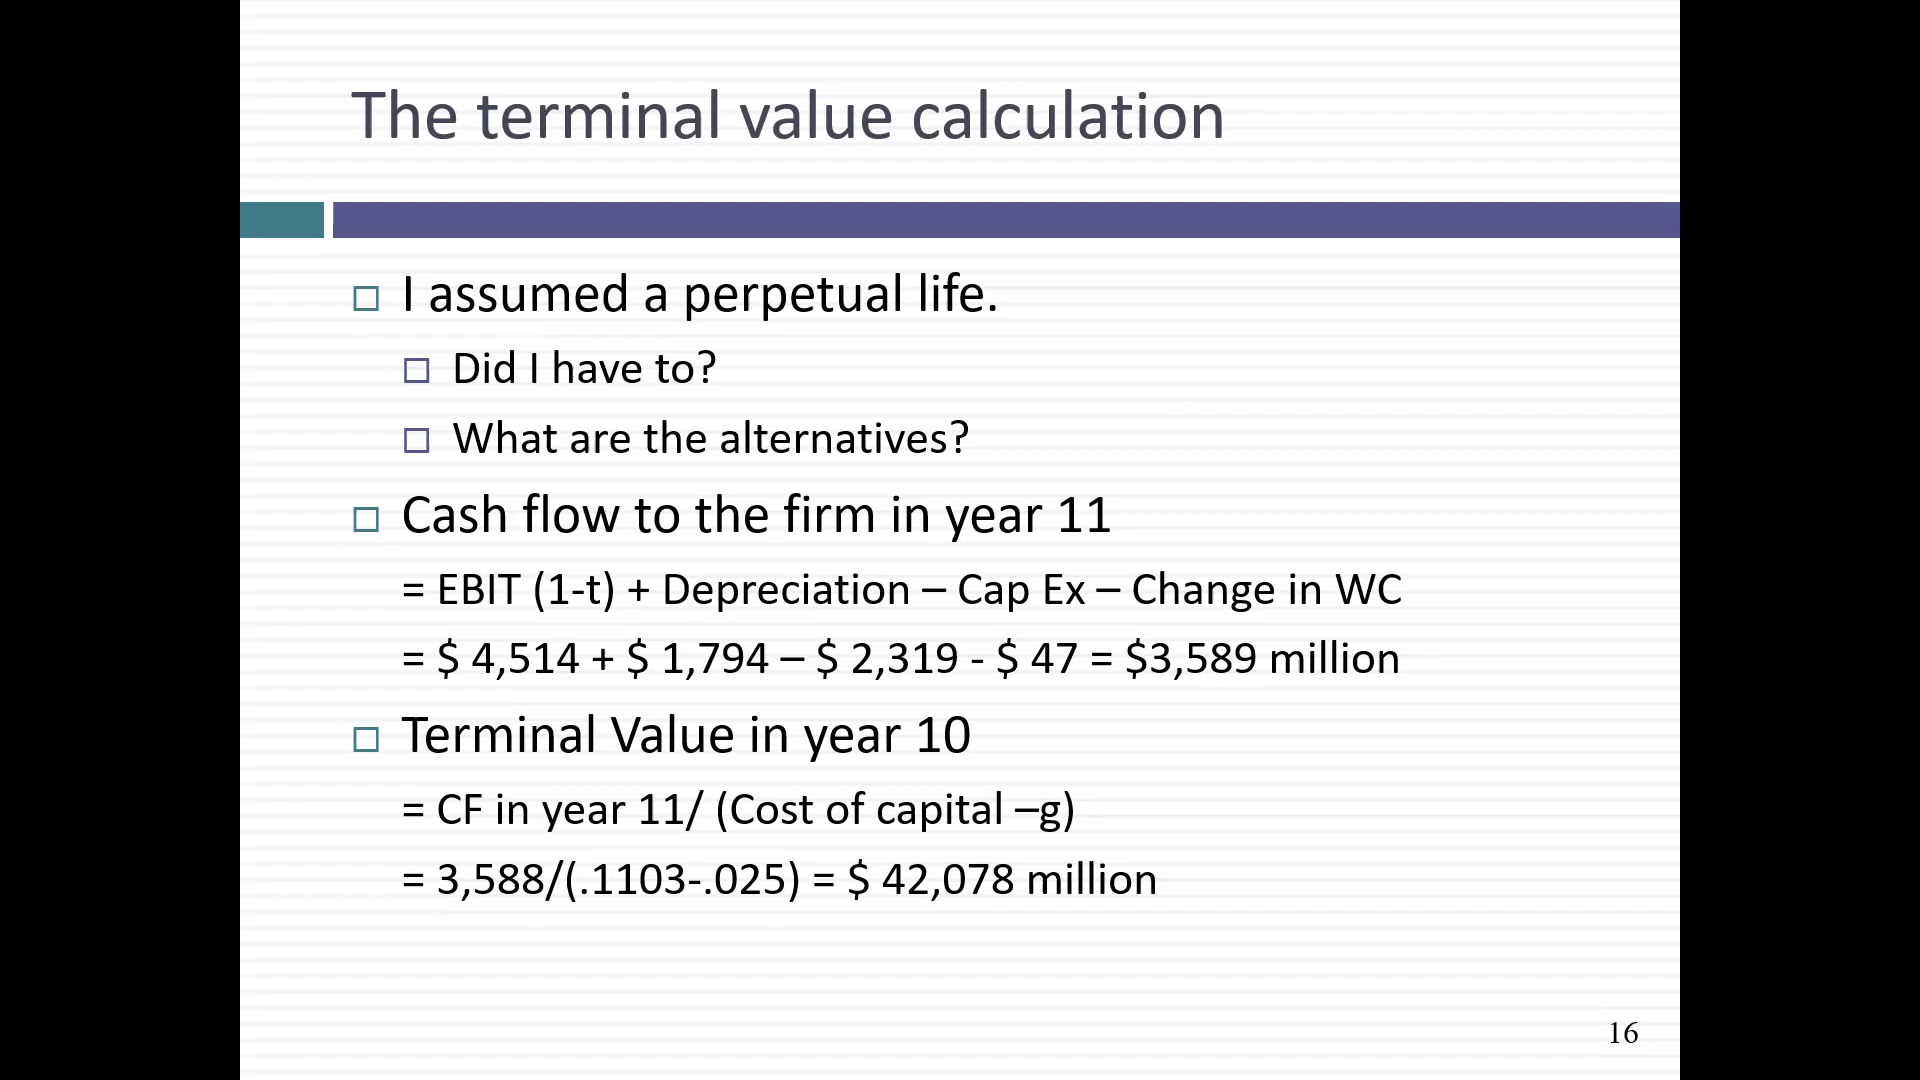 The terminal value calculation
I assumed a perpetual life.
Did I have to?
What are the alternatives?
Cash flow to the firm in year 11
= EBIT (1-t) + Depreciation – Cap Ex – Change in WC
= $ 4,514 + $ 1,794 – $ 2,319 - $ 47 = $3,589 million
Terminal Value in year 10
= CF in year 11/ (Cost of capital –g)
= 3,588/(.1103-.025) = $ 42,078 million
16